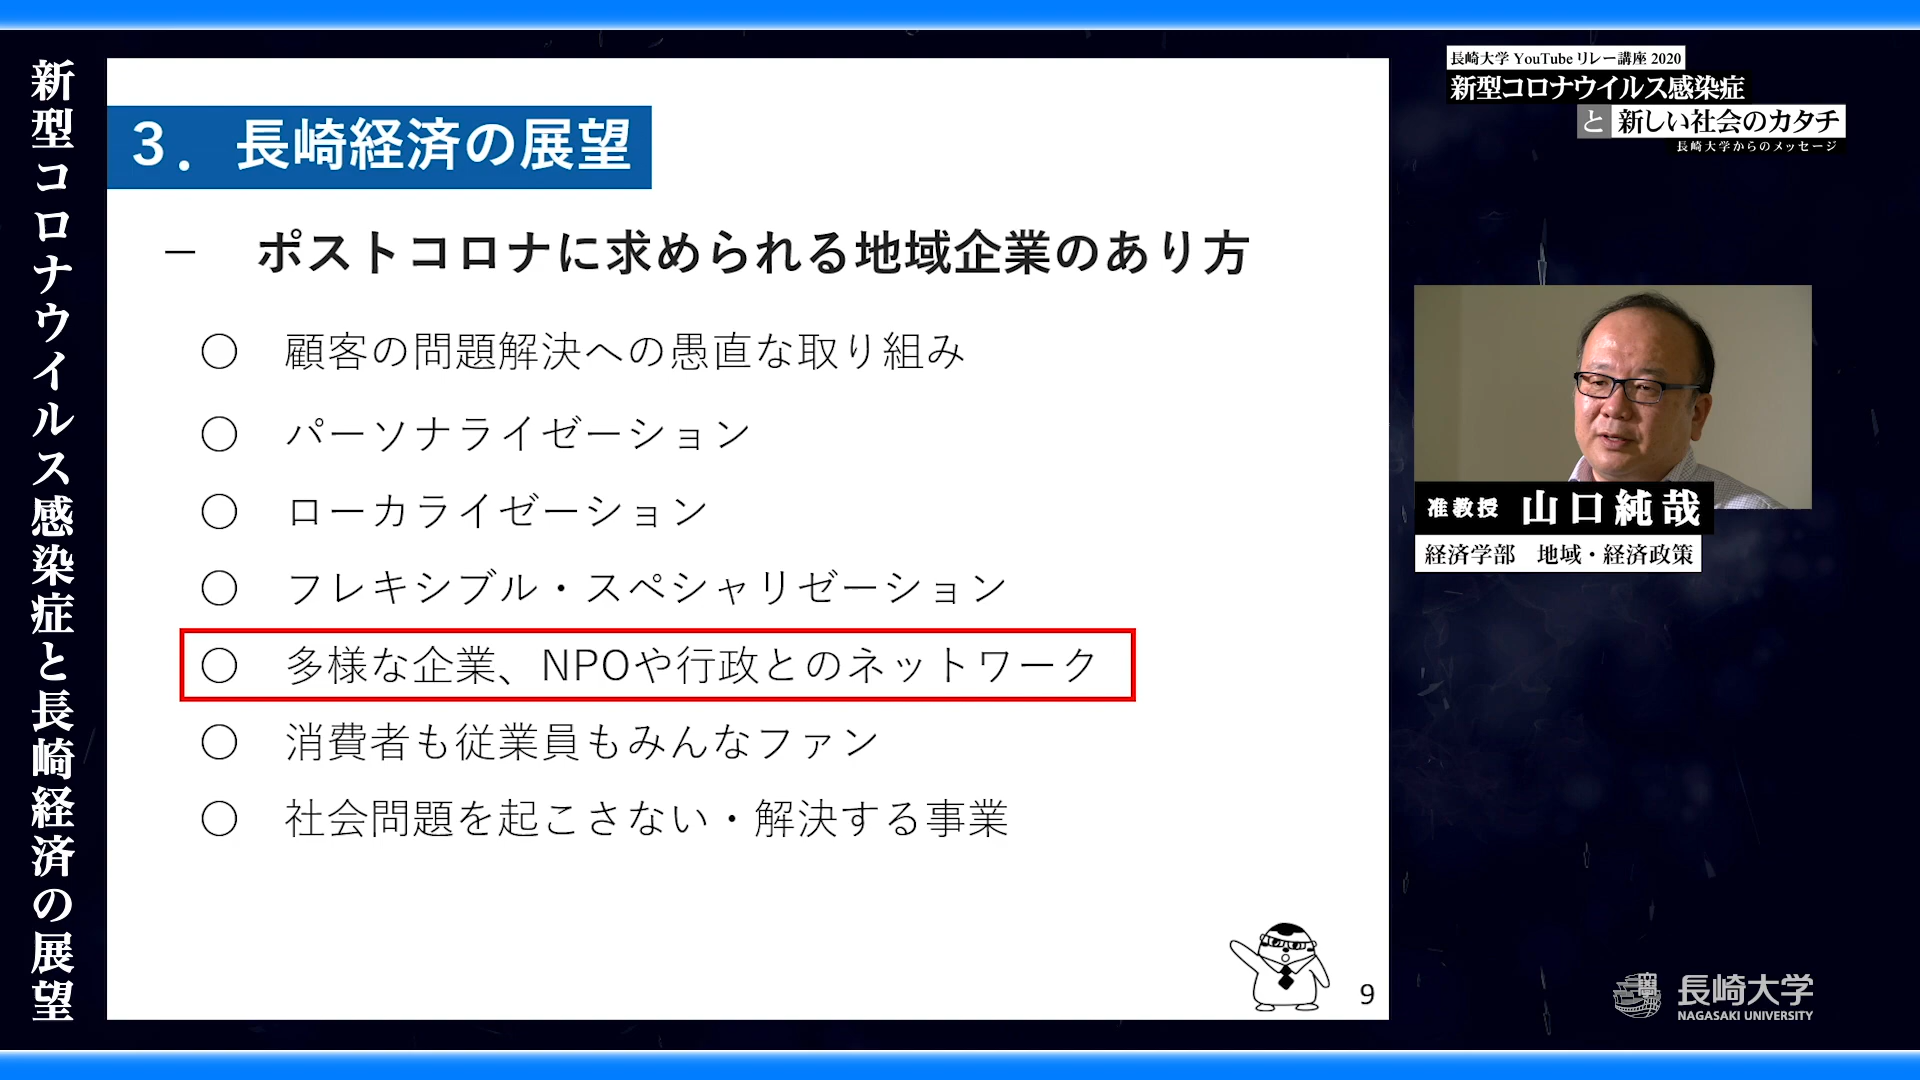 新型コロナウイルス感染症と長崎経済の展望
3．長崎経済の展望
－ ポストコロナに求められる地域企業のあり方
○ 顧客の問題解決への愚直な取り組み
○ パーソナライゼーション
○ ローカライゼーション
○ フレキシブル・スペシャリゼーション
○ 多様な企業、NPOや行政とのネットワーク
○ 消費者も従業員もみんなファン
○ 社会問題を起こさない・解決する事業
9
長崎大学 YouTube リレー講座 2020
新型コロナウイルス感染症
と 新しい社会のカタチ
長崎大学からのメッセージ
准教授 山口純哉
経済学部 地域・経済政策
長崎大学
NAGASAKI UNIVERSITY